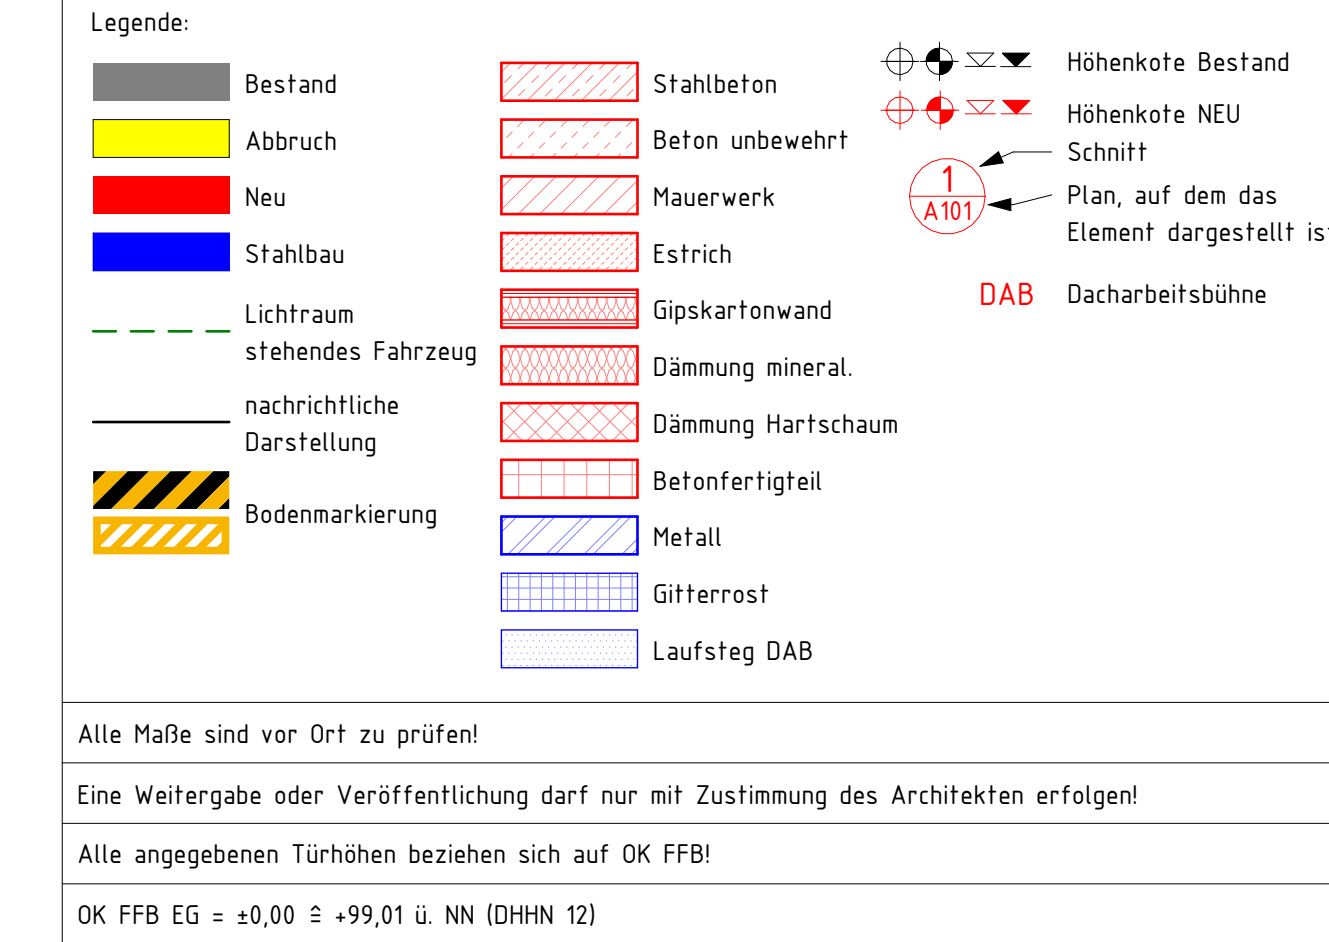 Legende:
Bestand
Abbruch
Neu
Stahlbau
Lichtraum
stehendes Fahrzeug
nachrichtliche
Darstellung
Bodenmarkierung
Stahlbeton
Beton unbewehrt
Mauerwerk
Estrich
Gipskartonwand
Dämmung mineral.
Dämmung Hartschaum
Betonfertigteil
Metall
Gitterrost
Laufsteg DAB
Höhenkote Bestand
Höhenkote NEU
1
A101
Schnitt
Plan, auf dem das
Element dargestellt ist
DAB Dacharbeitsbühne
Alle Maße sind vor Ort zu prüfen!
Eine Weitergabe oder Veröffentlichung darf nur mit Zustimmung des Architekten erfolgen!
Alle angegebenen Türhöhen beziehen sich auf OK FFB!
OK FFB EG = ±0,00 ≙ +99,01 ü. NN (DHHN 12)